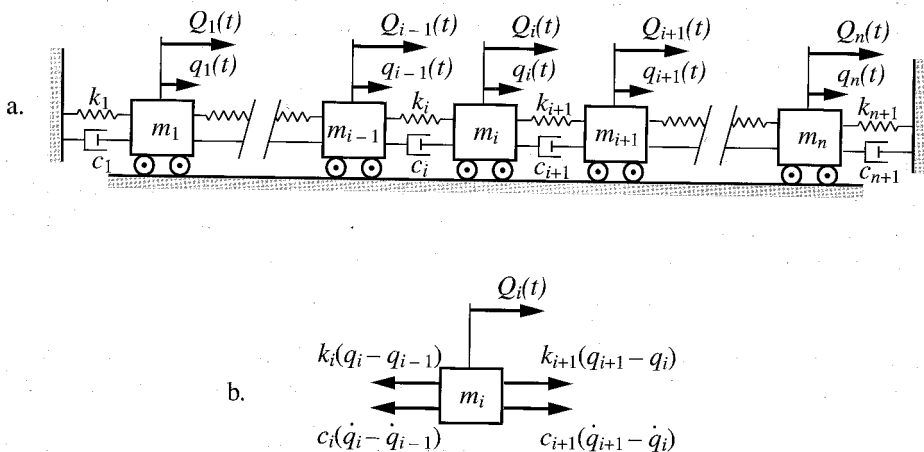 a.
Q₁(t) Qᵢ₋₁(t) Qᵢ(t) Qᵢ₊₁(t) Qₙ(t)
q₁(t) qᵢ₋₁(t) qᵢ(t) qᵢ₊₁(t) qₙ(t)
k₁ kᵢ kᵢ₊₁ kₙ₊₁
m₁ mᵢ₋₁ mᵢ mᵢ₊₁ mₙ
c₁ cᵢ cᵢ₊₁ cₙ₊₁
Qᵢ(t)
kᵢ(qᵢ − qᵢ₋₁) kᵢ₊₁(qᵢ₊₁ − qᵢ)
b. mᵢ
cᵢ(q̇ᵢ − q̇ᵢ₋₁) cᵢ₊₁(q̇ᵢ₊₁ − q̇ᵢ)